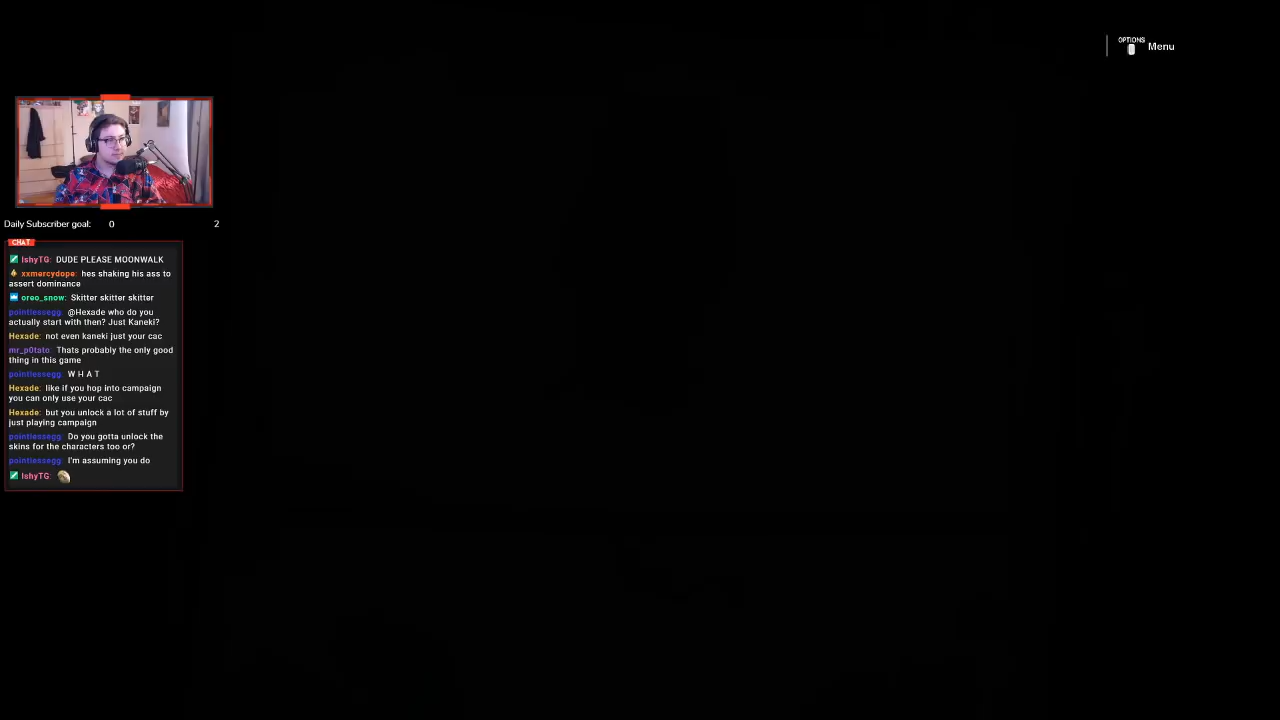 OPTIONS
Menu
Daily Subscriber goal: 0 2
CHAT
IshyTG: DUDE PLEASE MOONWALK
xxmercydope: hes shaking his ass to
assert dominance
oreo_snow: Skitter skitter skitter
pointlessegg: @Hexade who do you
actually start with then? Just Kaneki?
Hexade: not even kaneki just your cac
mr_p0tato: Thats probably the only good
thing in this game
pointlessegg: W H A T
Hexade: like if you hop into campaign
you can only use your cac
Hexade: but you unlock a lot of stuff by
just playing campaign
pointlessegg: Do you gotta unlock the
skins for the characters too or?
pointlessegg: I'm assuming you do
IshyTG: